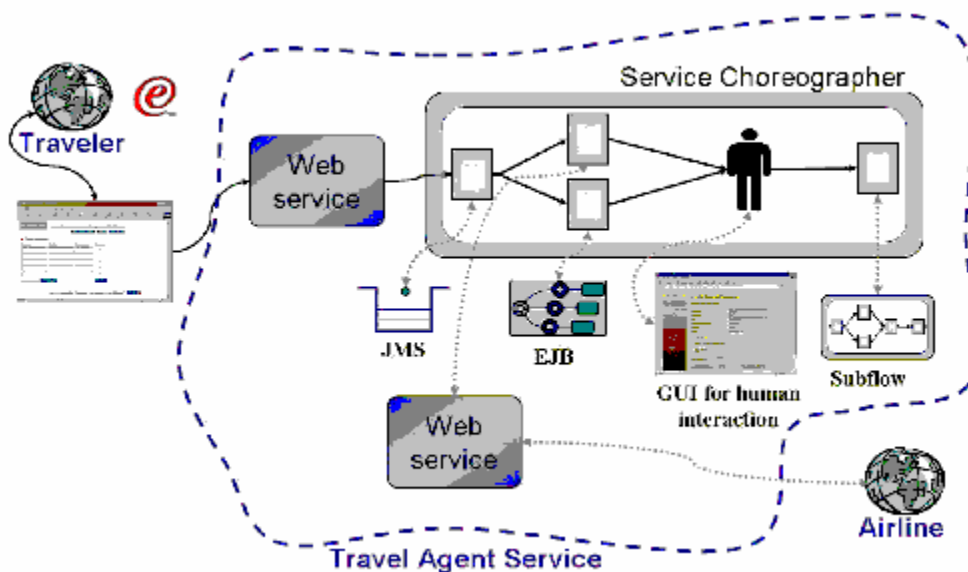 Service Choreographer
e
Traveler
Web
service
JMS
EJB
GUI for human
interaction
Subflow
Web
service
Airline
Travel Agent Service